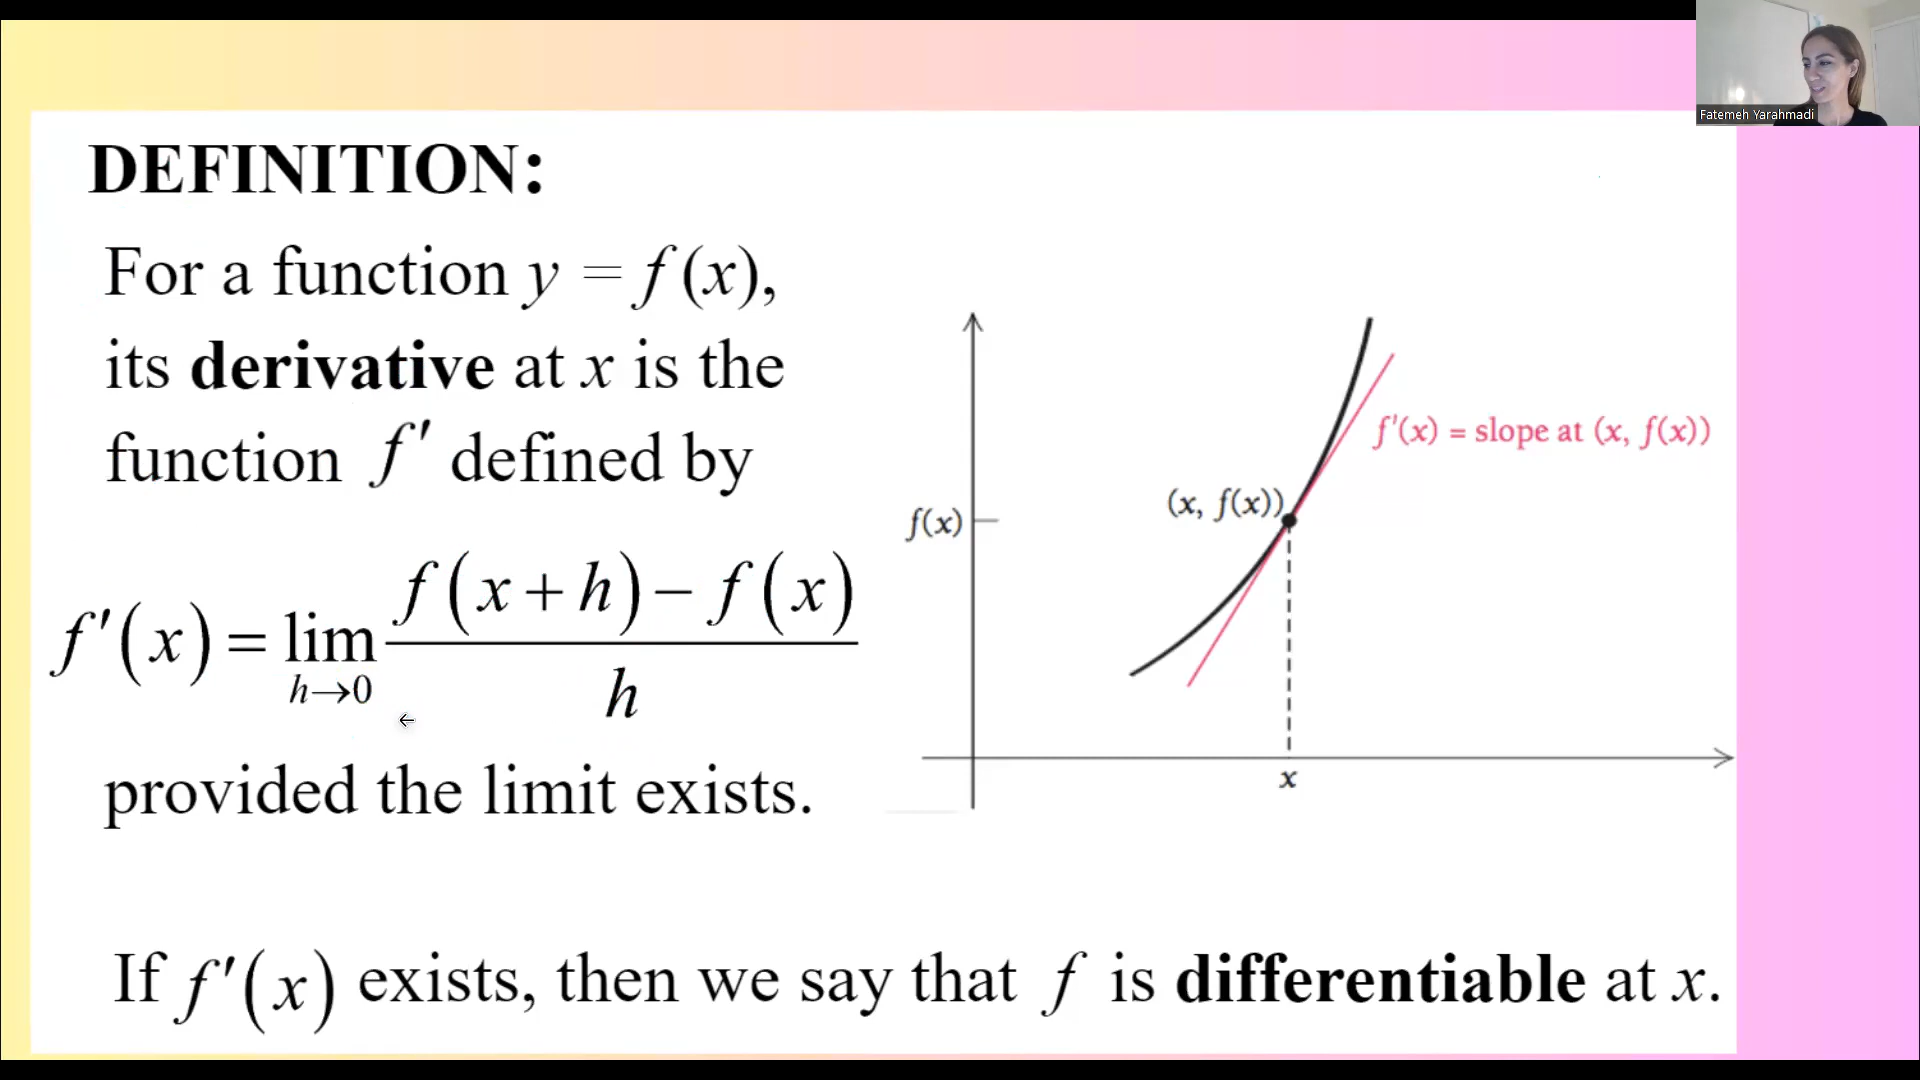 Fatemeh Yarahmadi
DEFINITION:
For a function y = f(x),
its derivative at x is the
function f′ defined by
f′(x) = lim h→0 f(x+h) − f(x) / h
provided the limit exists.
f′(x) = slope at (x, f(x))
(x, f(x))
f(x)
x
If f′(x) exists, then we say that f is differentiable at x.